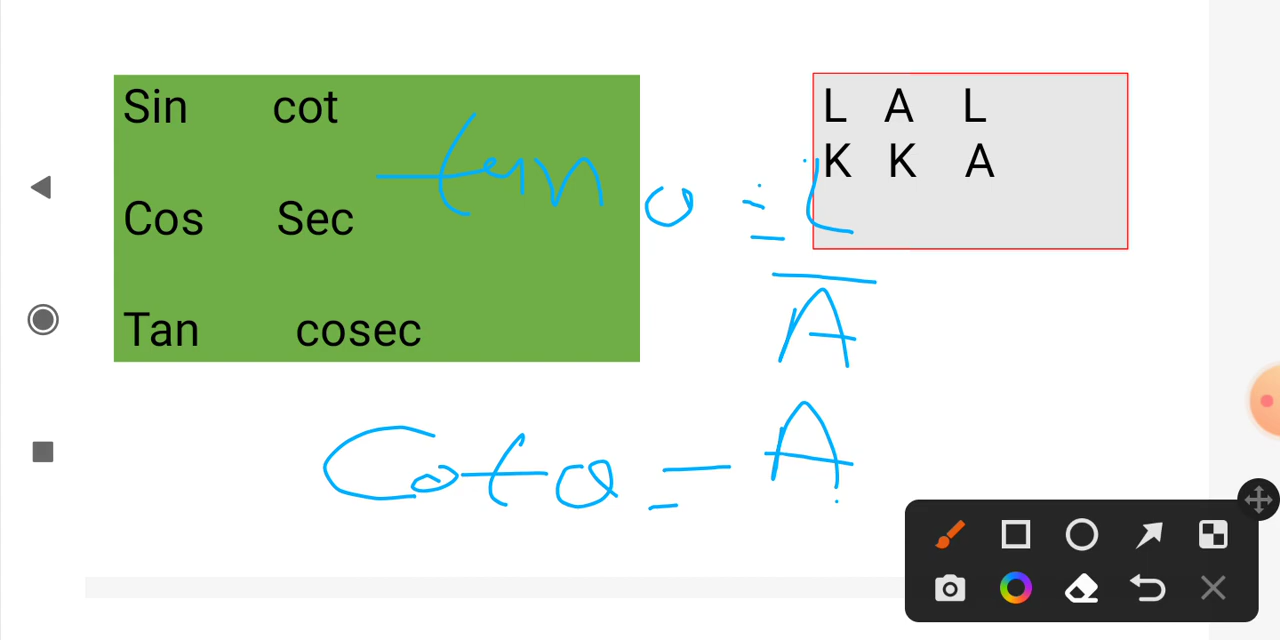 Sin cot
Cos Sec
Tan cosec
L A L
K K A
tan θ = L
A
Cot θ = A